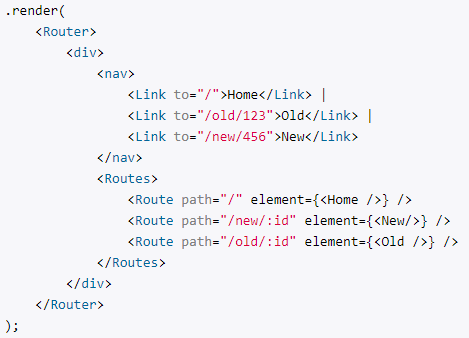 .render(
    <Router>
        <div>
            <nav>
                <Link to="/">Home</Link> |
                <Link to="/old/123">Old</Link> |
                <Link to="/new/456">New</Link>
            </nav>
            <Routes>
                <Route path="/" element={<Home />} />
                <Route path="/new/:id" element={<New/>} />
                <Route path="/old/:id" element={<Old />} />
            </Routes>
        </div>
    </Router>
);